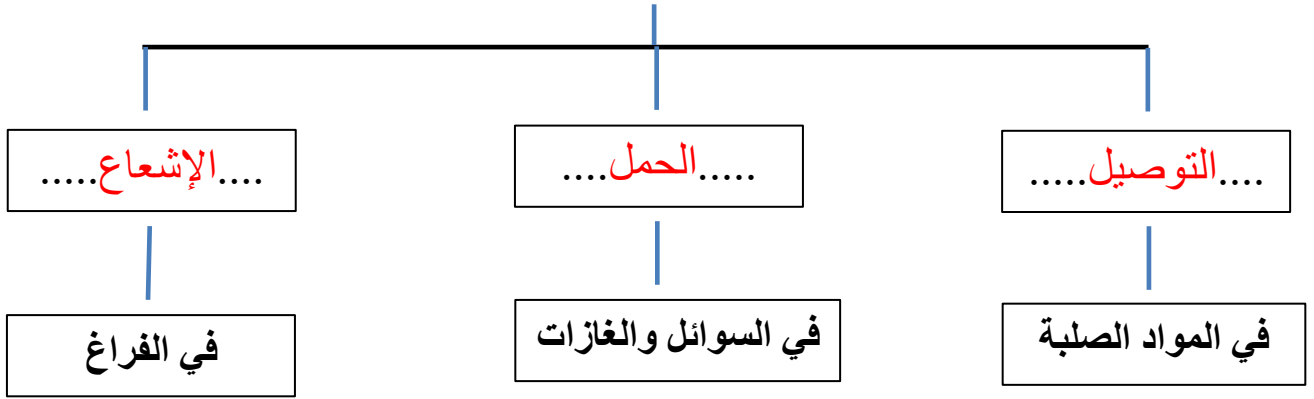 ....التوصيل.....
.....الحمل....
....الإشعاع.....
في المواد الصلبة
في السوائل والغازات
في الفراغ